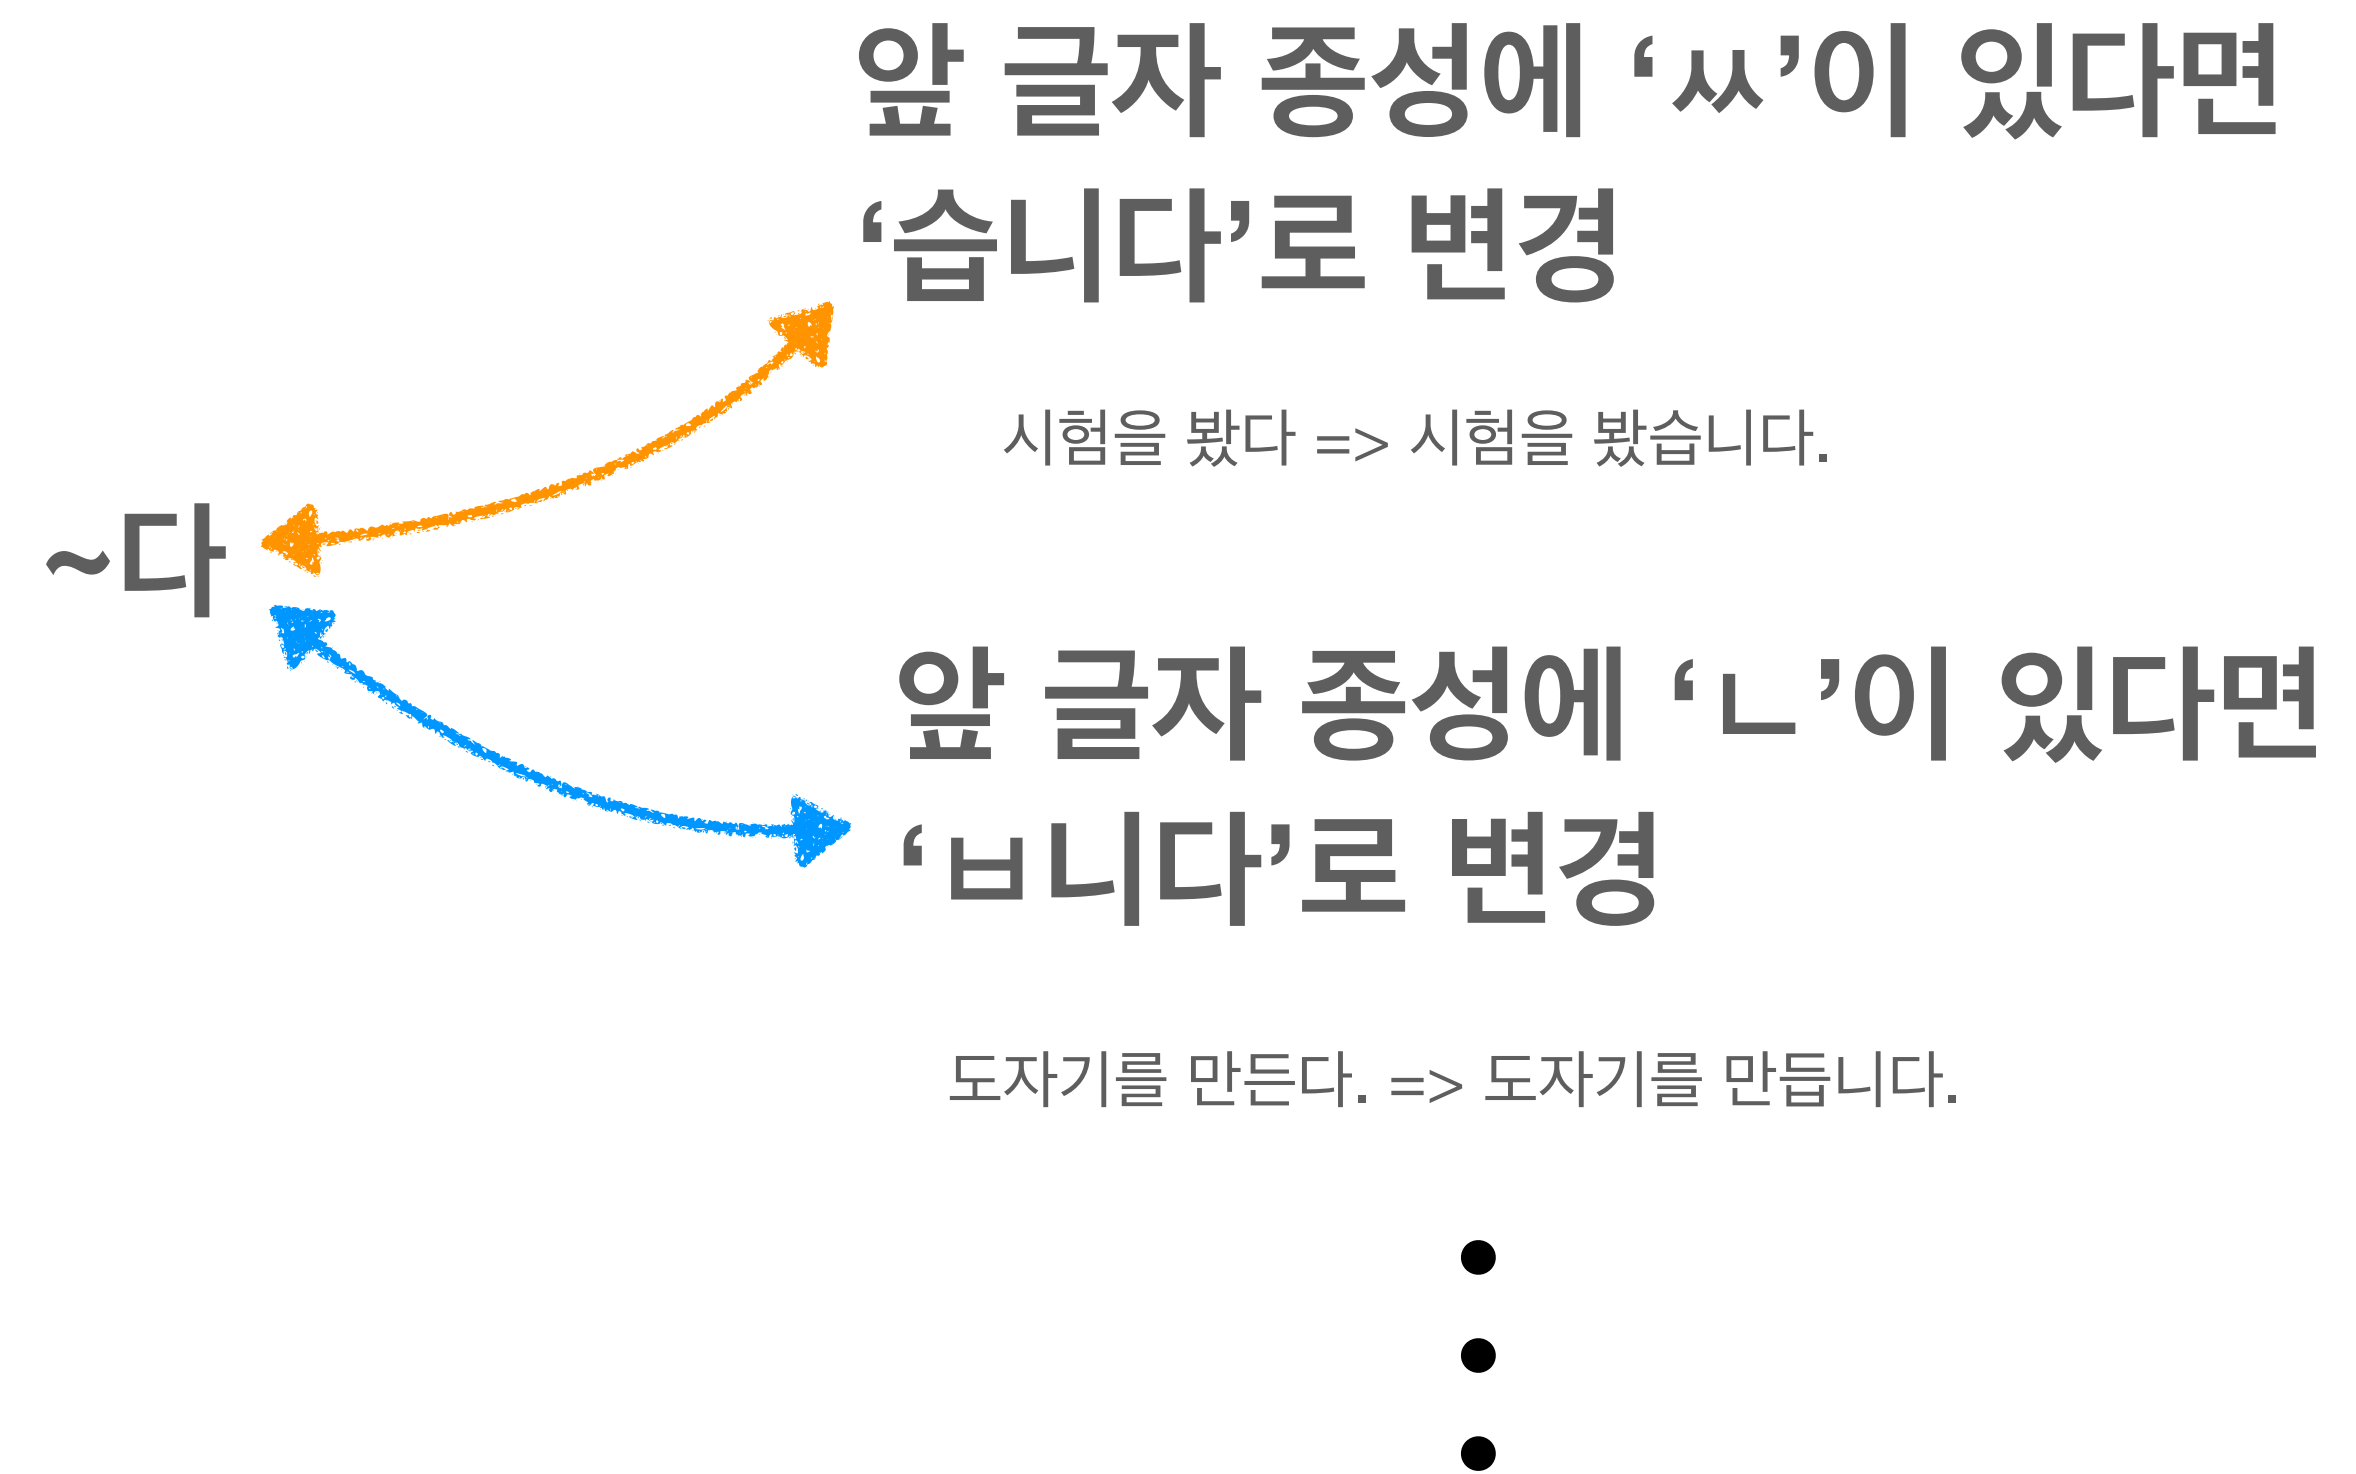 앞 글자 종성에 ‘ㅆ’이 있다면
‘습니다’로 변경
시험을 봤다 => 시험을 봤습니다.
~다
앞 글자 종성에 ‘ㄴ’이 있다면
‘ㅂ니다’로 변경
도자기를 만든다. => 도자기를 만듭니다.